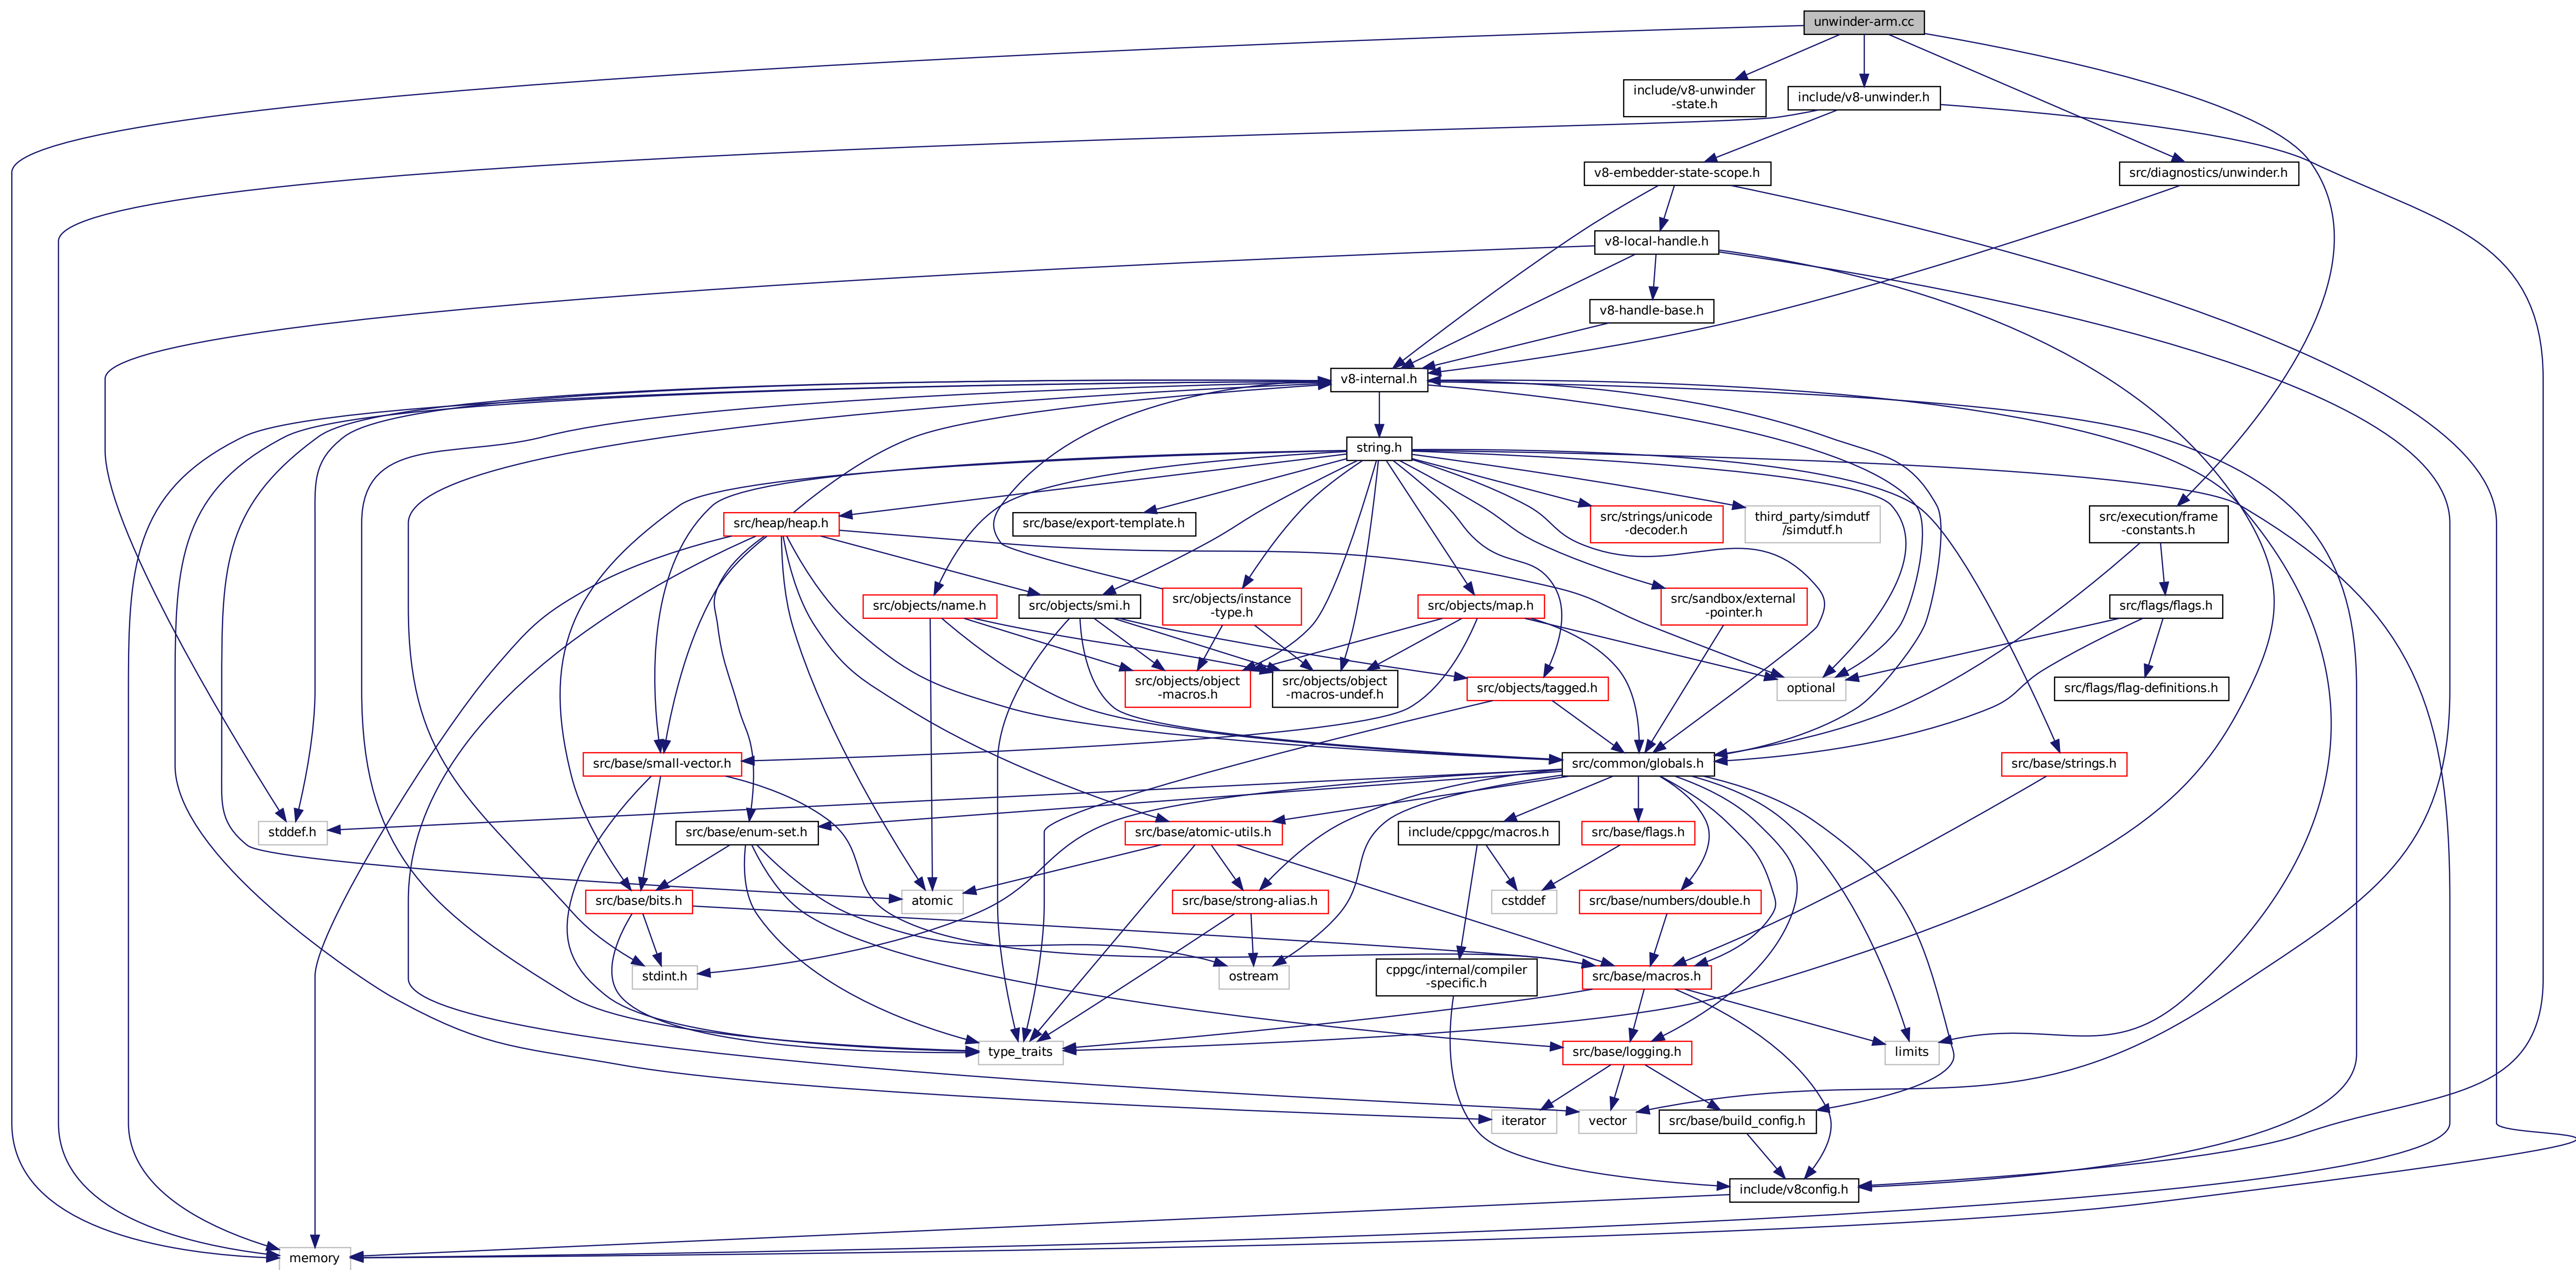 unwinder-arm.cc
include/v8-unwinder
-state.h
include/v8-unwinder.h
v8-embedder-state-scope.h
src/diagnostics/unwinder.h
v8-local-handle.h
v8-handle-base.h
v8-internal.h
string.h
src/heap/heap.h
src/base/export-template.h
src/strings/unicode
-decoder.h
third_party/simdutf
/simdutf.h
src/execution/frame
-constants.h
src/objects/name.h
src/objects/smi.h
src/objects/instance
-type.h
src/objects/map.h
src/sandbox/external
-pointer.h
src/flags/flags.h
src/objects/object
-macros.h
src/objects/object
-macros-undef.h
src/objects/tagged.h
optional
src/flags/flag-definitions.h
src/base/small-vector.h
src/common/globals.h
src/base/strings.h
stddef.h
src/base/enum-set.h
src/base/atomic-utils.h
include/cppgc/macros.h
src/base/flags.h
src/base/bits.h
atomic
src/base/strong-alias.h
cstddef
src/base/numbers/double.h
stdint.h
ostream
cppgc/internal/compiler
-specific.h
src/base/macros.h
type_traits
src/base/logging.h
limits
iterator
vector
src/base/build_config.h
include/v8config.h
memory